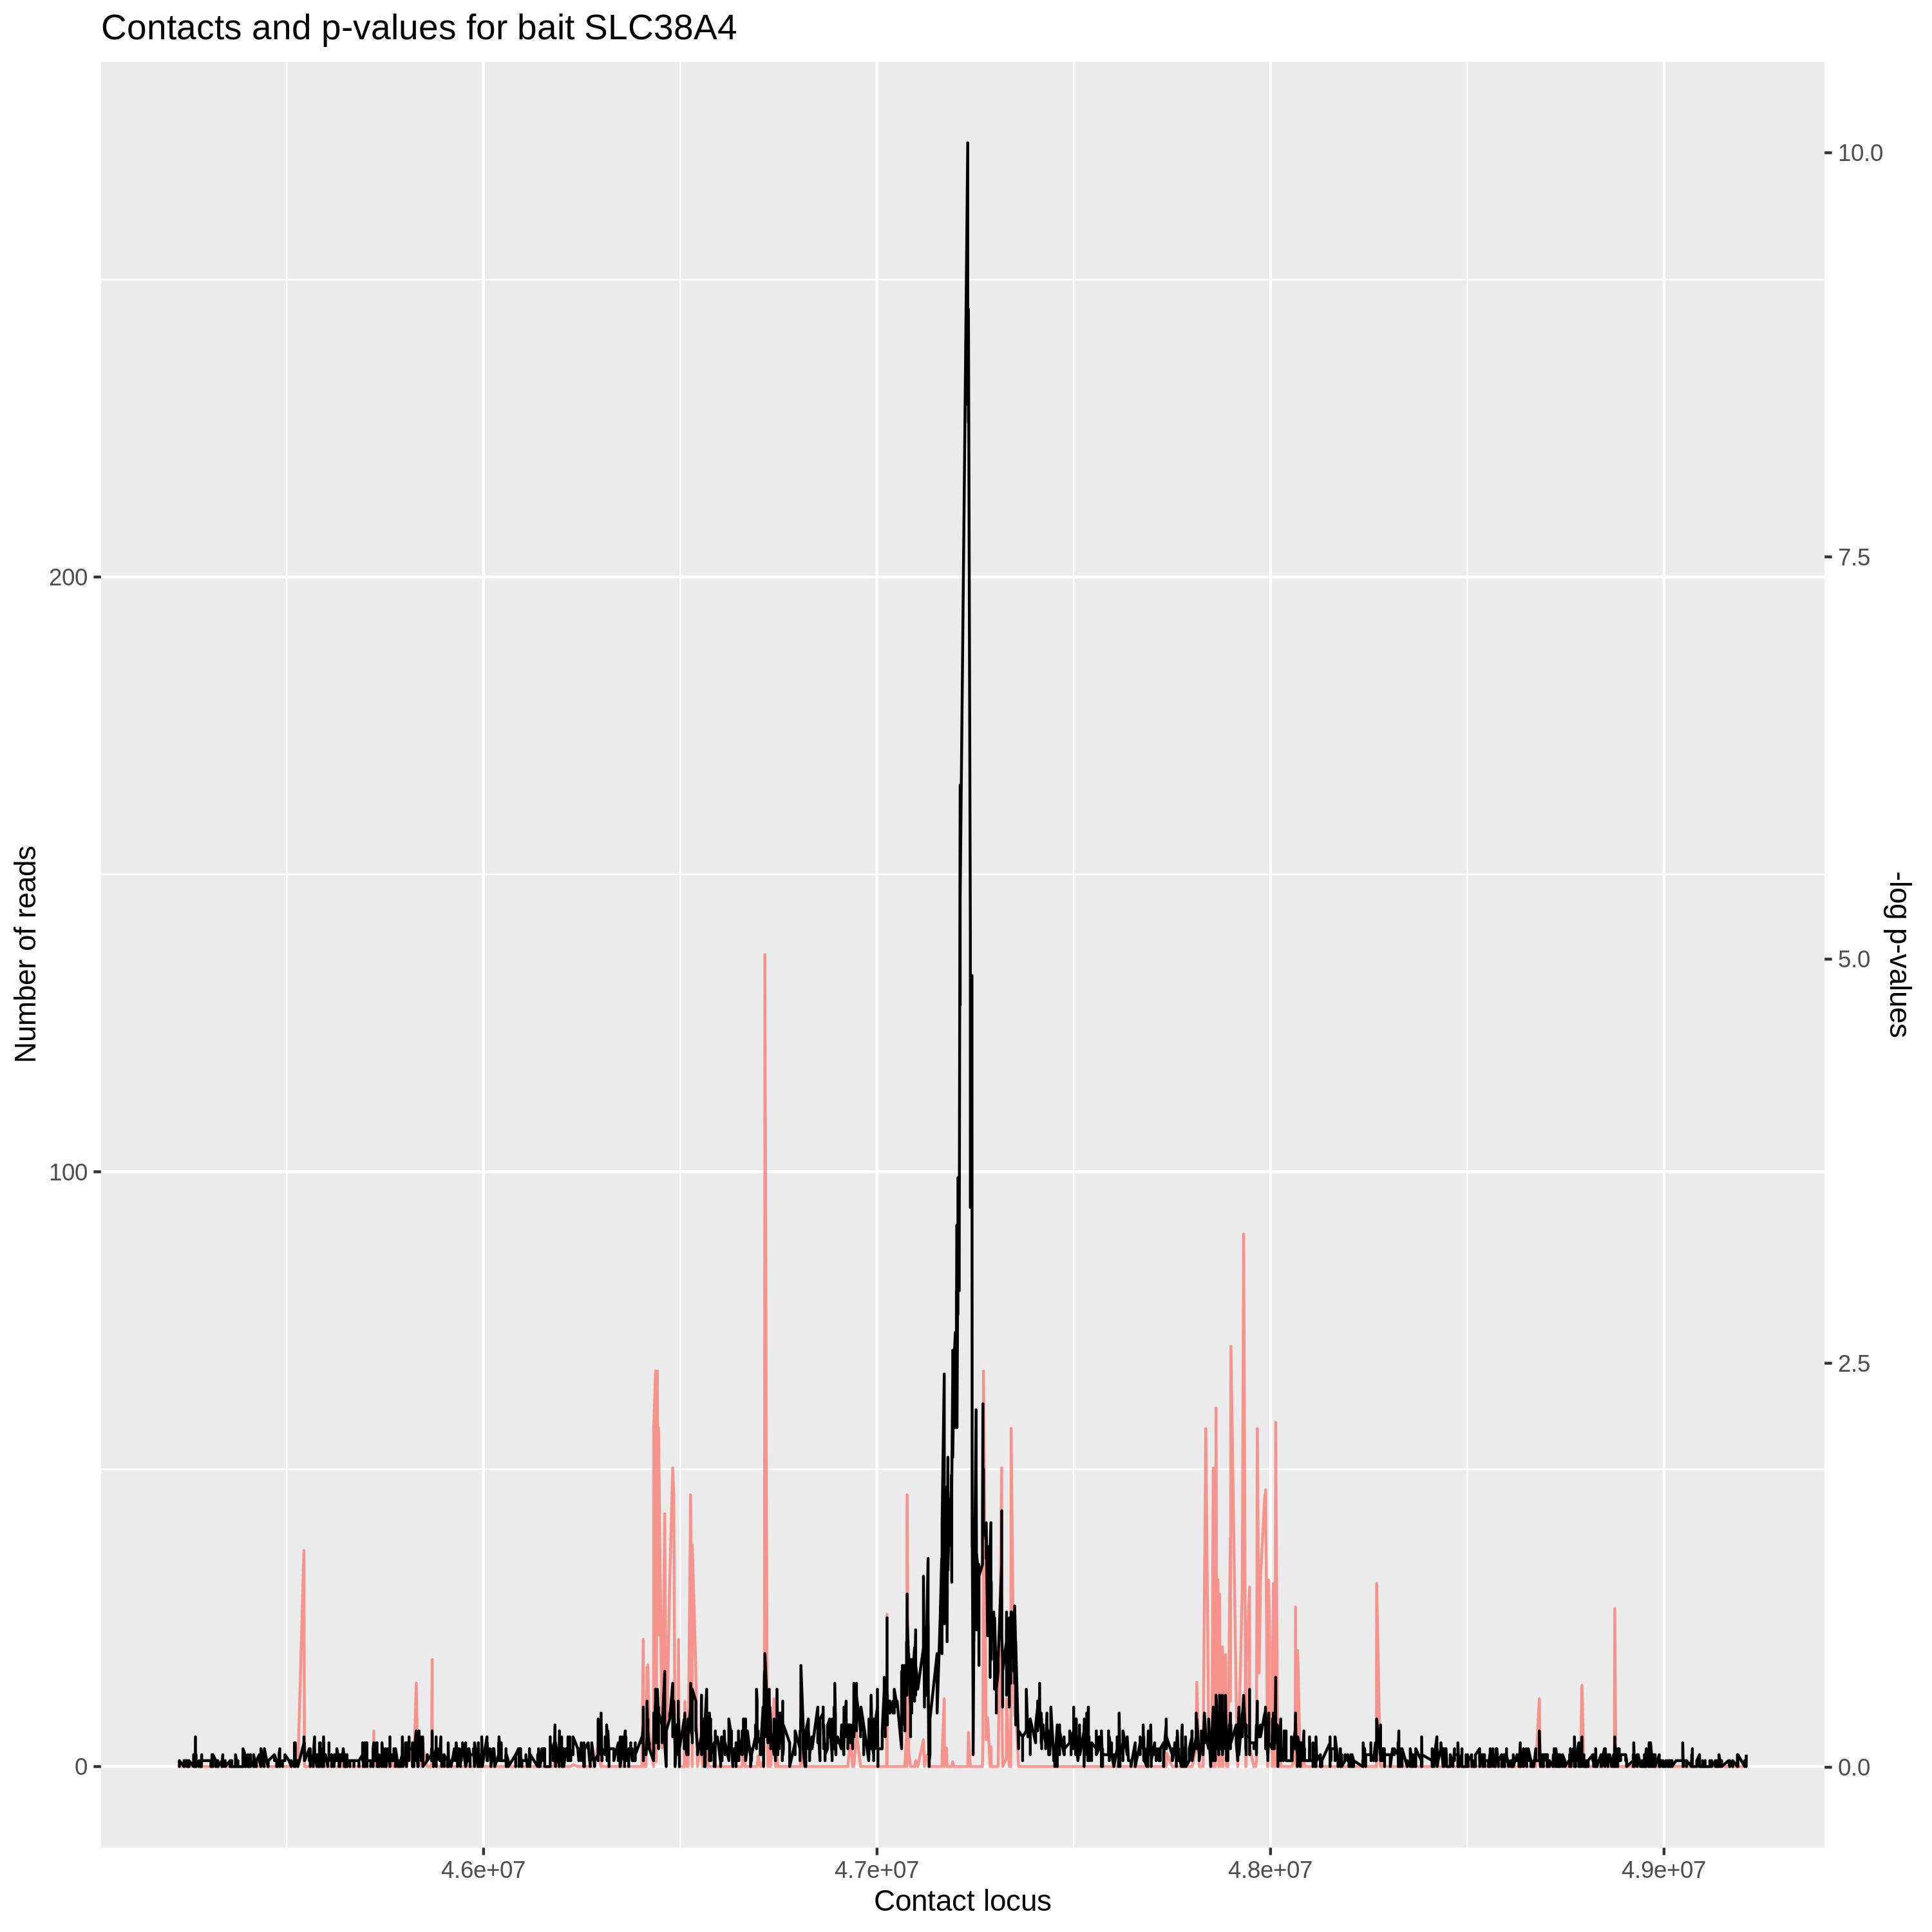 Contacts and p-values for bait SLC38A4
Number of reads
200
100
0
10.0
7.5
5.0
2.5
0.0
-log p-values
4.6e+07
4.7e+07
4.8e+07
4.9e+07
Contact locus